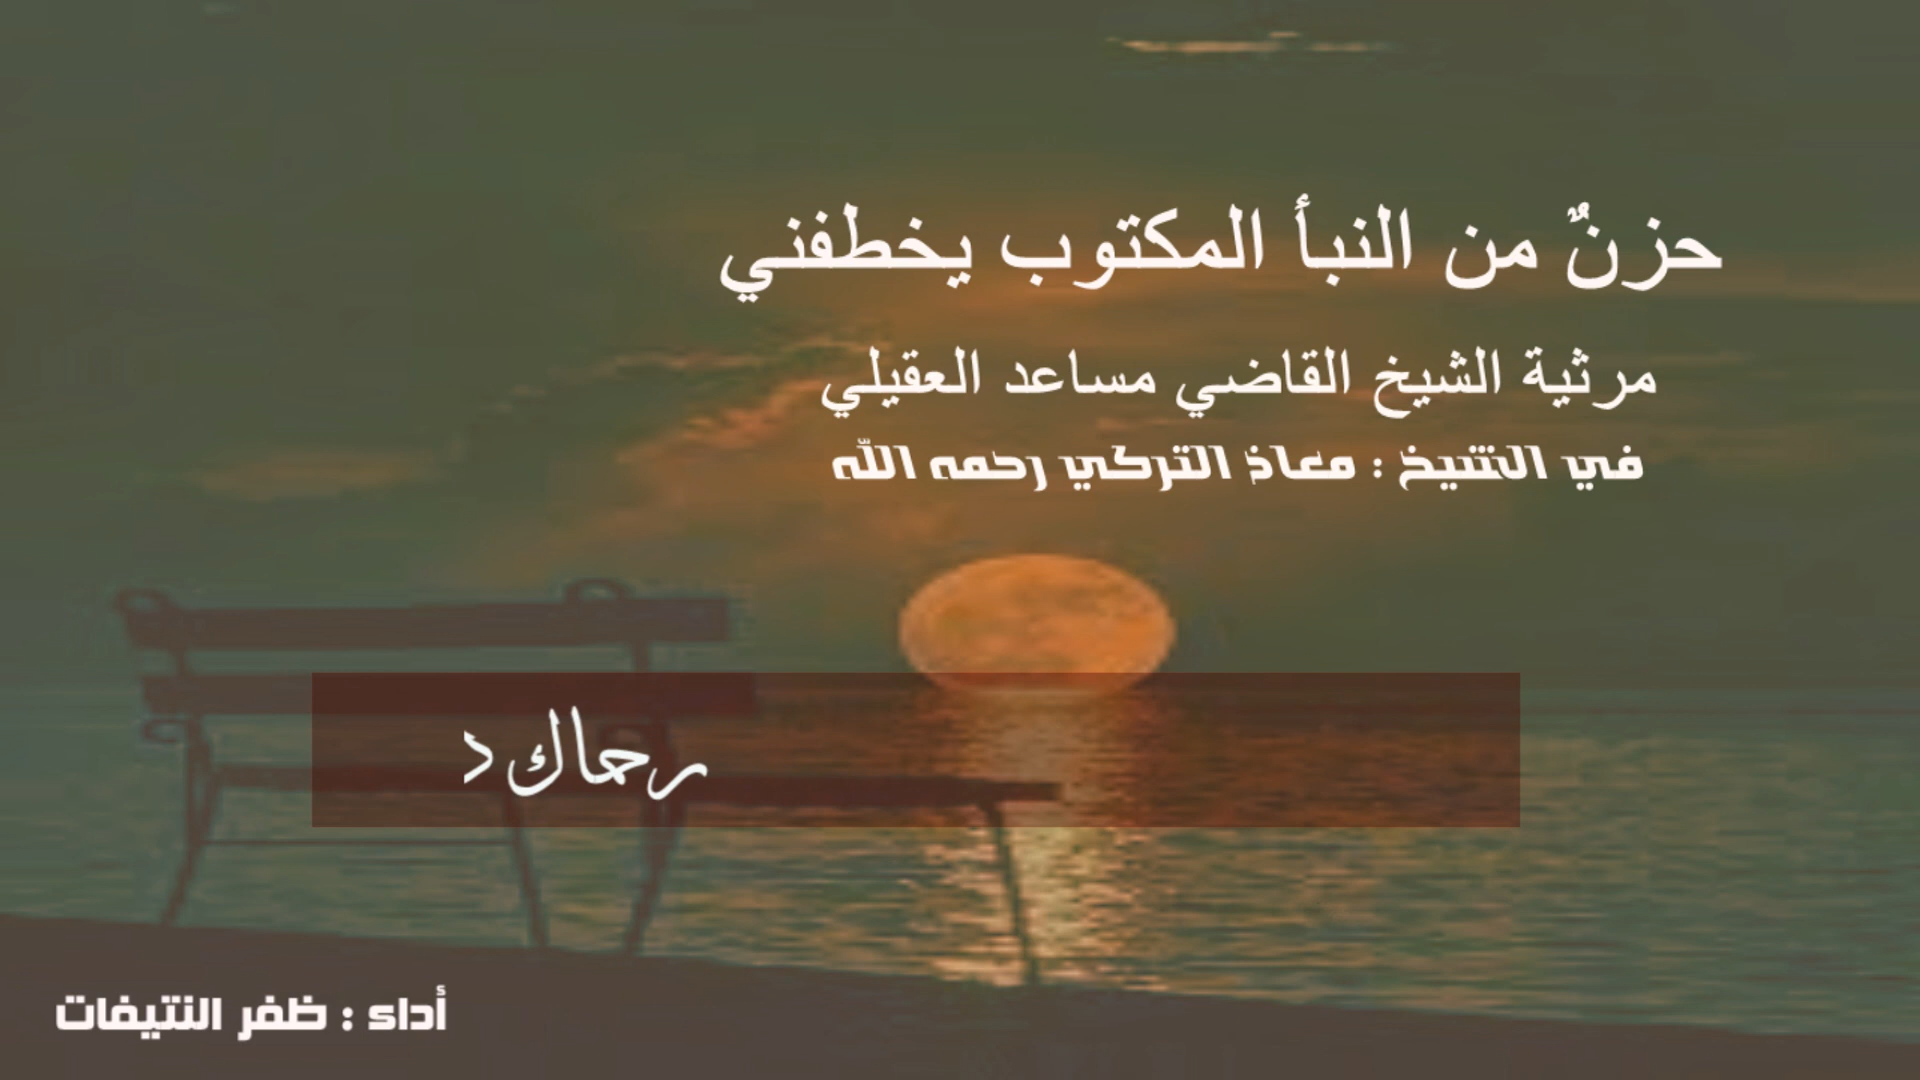 حزنٌ من النبأ المكتوب يخطفني
مرثية الشيخ القاضي مساعد العقيلي
في الشيخ : معاذ التركي رحمه الله
رحماك د
أداء : ظفر النتيفات